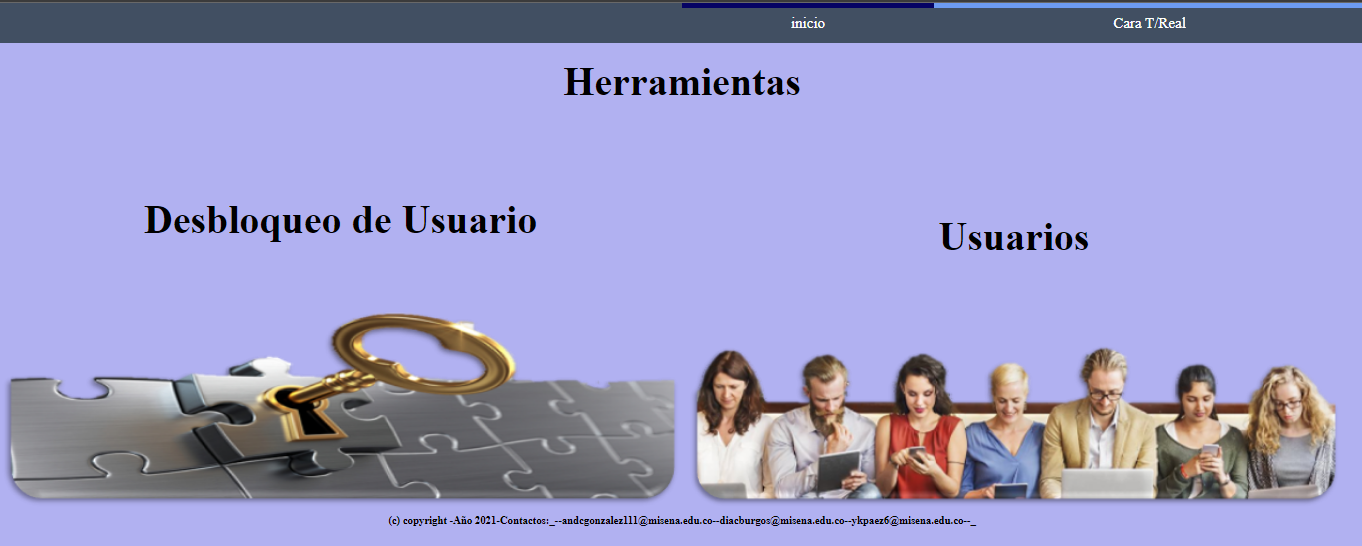 inicio
Cara T/Real
Herramientas
Desbloqueo de Usuario
Usuarios
(c) copyright -Año 2021-Contactos:_--andcgonzalez111@misena.edu.co--diacburgos@misena.edu.co--ykpaez6@misena.edu.co--_